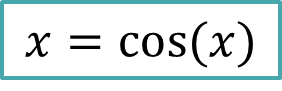 x = cos(x)